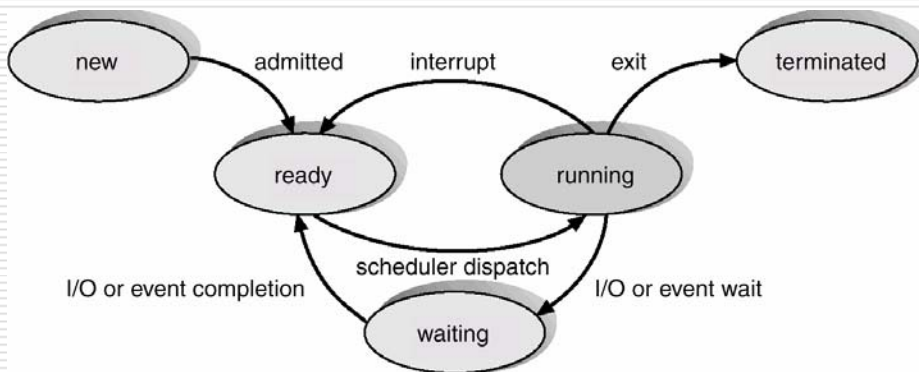 new
admitted
interrupt
exit
terminated
ready
running
scheduler dispatch
I/O or event completion
I/O or event wait
waiting